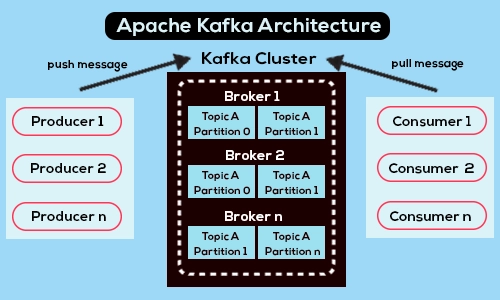 Apache Kafka Architecture
push message
Kafka Cluster
pull message
Producer 1
Producer 2
Producer n
Broker 1
Topic A
Partition 0
Topic A
Partition 1
Broker 2
Topic A
Partition 0
Topic A
Partition 1
Broker n
Topic A
Partition 1
Topic A
Partition n
Consumer 1
Consumer 2
Consumer n